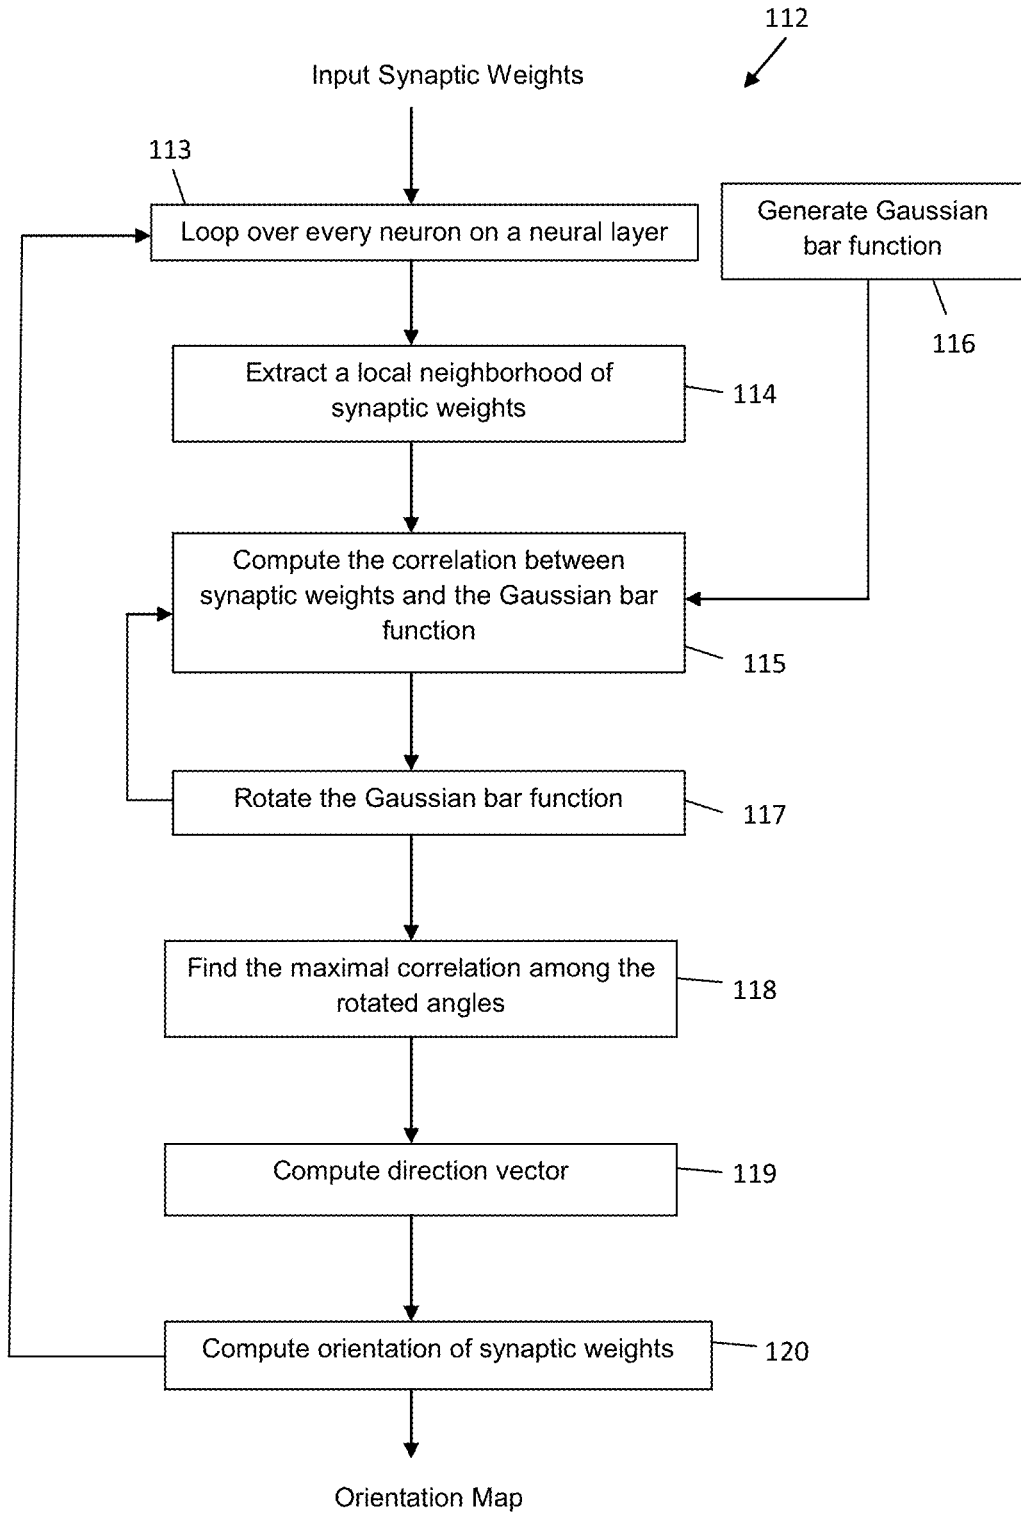 112
Input Synaptic Weights
113
Loop over every neuron on a neural layer
Generate Gaussian
bar function
116
Extract a local neighborhood of
synaptic weights
114
Compute the correlation between
synaptic weights and the Gaussian bar
function
115
Rotate the Gaussian bar function
117
Find the maximal correlation among the
rotated angles
118
Compute direction vector
119
Compute orientation of synaptic weights
120
Orientation Map